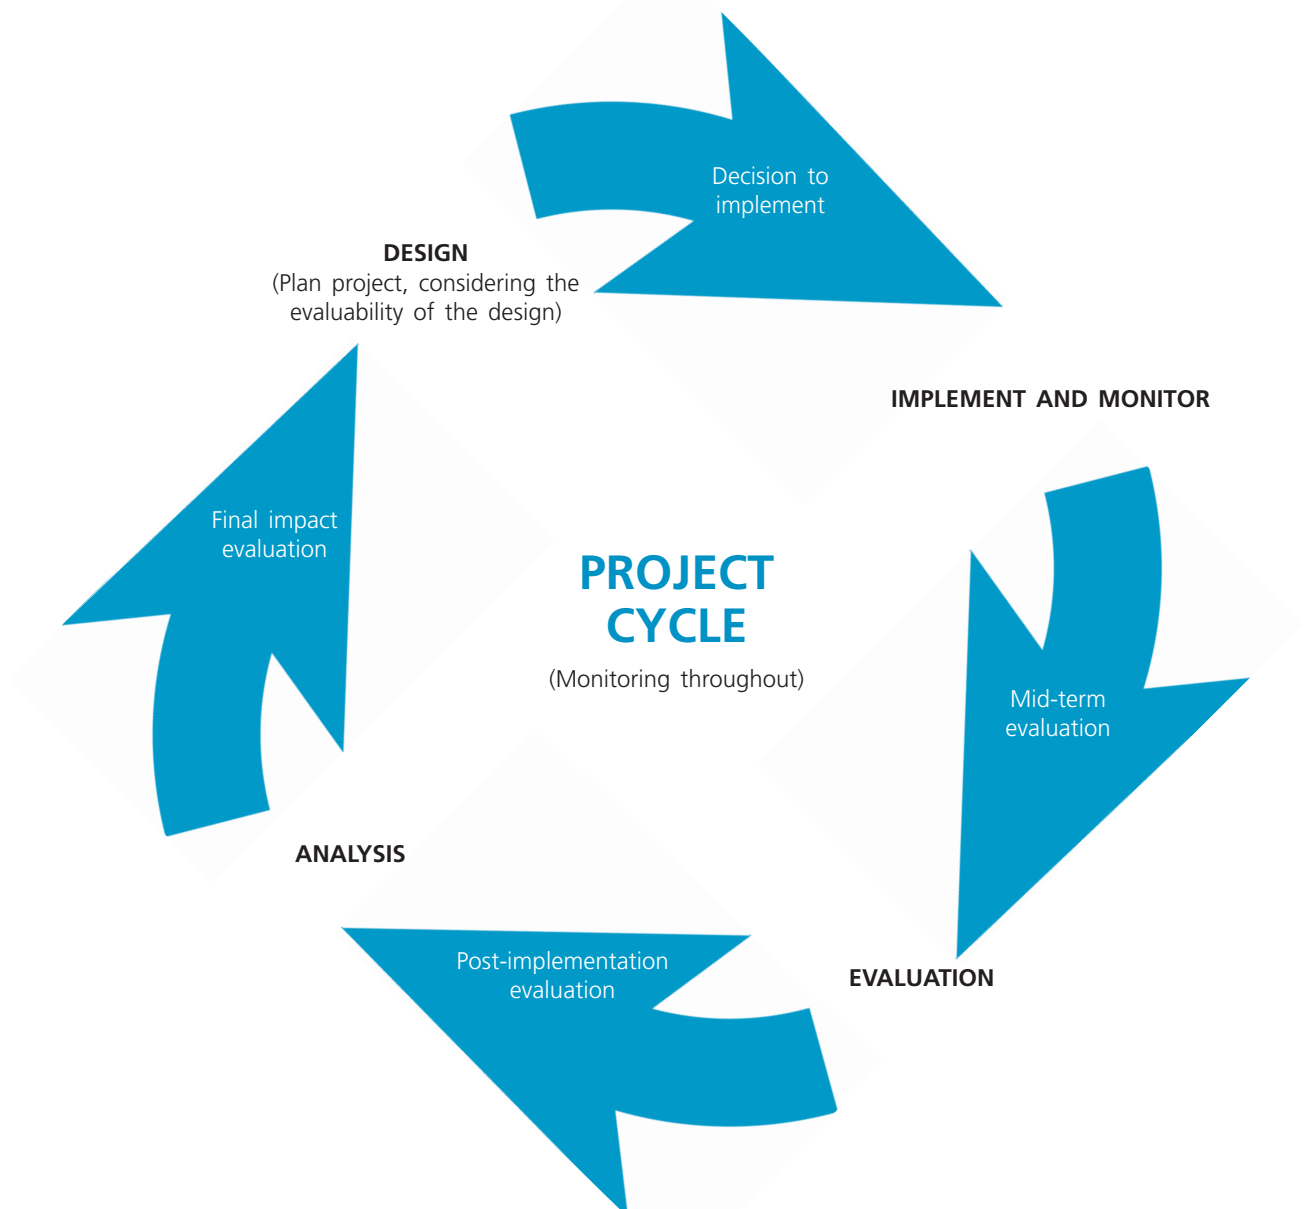 Decision to
implement
DESIGN
(Plan project, considering the
evaluability of the design)
IMPLEMENT AND MONITOR
Final impact
evaluation
PROJECT
CYCLE
(Monitoring throughout)
Mid-term
evaluation
ANALYSIS
Post-implementation
evaluation
EVALUATION